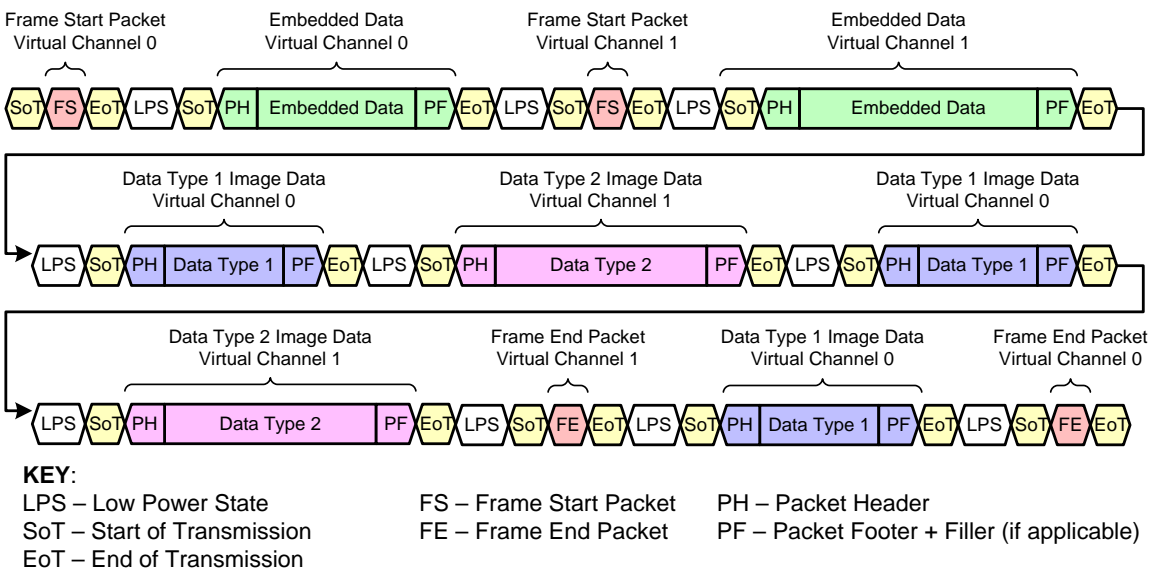 Frame Start Packet
Virtual Channel 0
Embedded Data
Virtual Channel 0
Frame Start Packet
Virtual Channel 1
Embedded Data
Virtual Channel 1
SoT FS EoT LPS SoT PH Embedded Data PF EoT LPS SoT FS EoT LPS SoT PH Embedded Data PF EoT
Data Type 1 Image Data
Virtual Channel 0
Data Type 2 Image Data
Virtual Channel 1
Data Type 1 Image Data
Virtual Channel 0
LPS SoT PH Data Type 1 PF EoT LPS SoT PH Data Type 2 PF EoT LPS SoT PH Data Type 1 PF EoT
Data Type 2 Image Data
Virtual Channel 1
Frame End Packet
Virtual Channel 1
Data Type 1 Image Data
Virtual Channel 0
Frame End Packet
Virtual Channel 0
LPS SoT PH Data Type 2 PF EoT LPS SoT FE EoT LPS SoT PH Data Type 1 PF EoT LPS SoT FE EoT
KEY:
LPS – Low Power State
SoT – Start of Transmission
EoT – End of Transmission
FS – Frame Start Packet
FE – Frame End Packet
PH – Packet Header
PF – Packet Footer + Filler (if applicable)